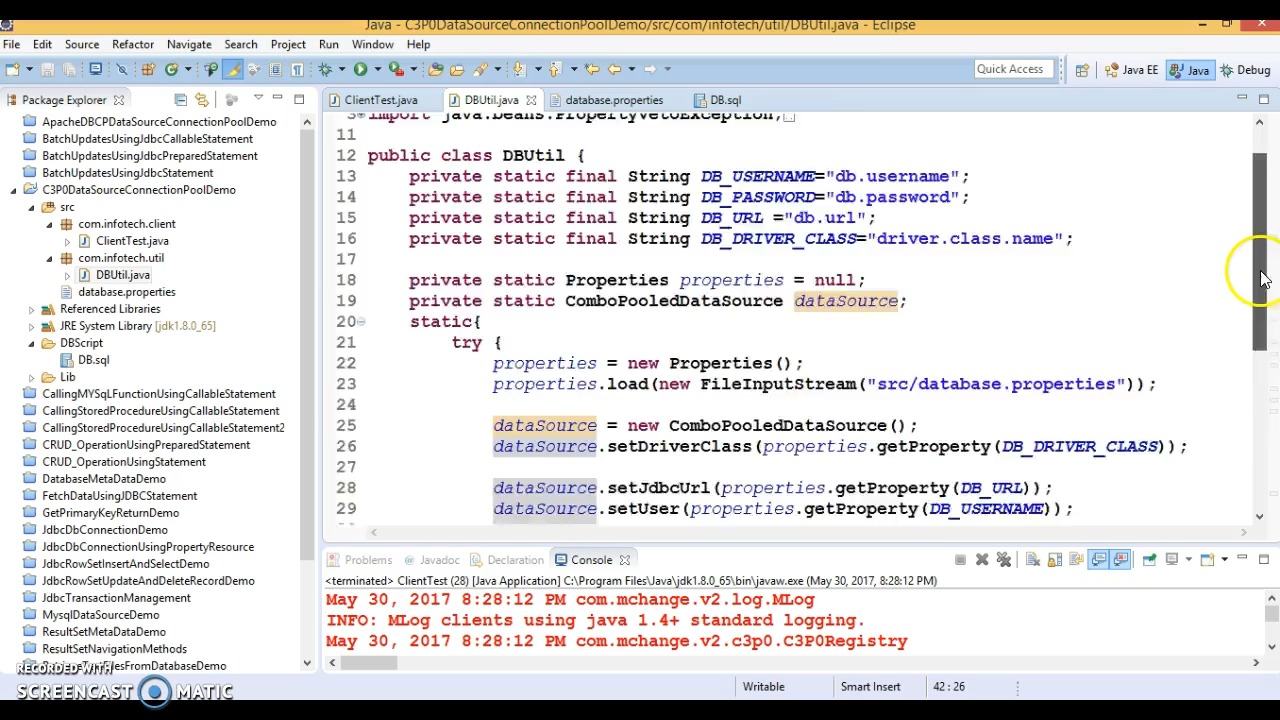 Java - C3P0DataSourceConnectionPoolDemo/src/com/infotech/util/DBUtil.java - Eclipse
File Edit Source Refactor Navigate Search Project Run Window Help
Quick Access Java EE Java Debug
Package Explorer
ApacheDBCPDataSourceConnectionPoolDemo
BatchUpdatesUsingJdbcCallableStatement
BatchUpdatesUsingJdbcPreparedStatement
BatchUpdatesUsingJdbcStatement
C3P0DataSourceConnectionPoolDemo
src
com.infotech.client
ClientTest.java
com.infotech.util
DBUtil.java
database.properties
Referenced Libraries
JRE System Library [jdk1.8.0_65]
DBScript
DB.sql
Lib
CallingMYSqlFunctionUsingCallableStatement
CallingStoredProcedureUsingCallableStatement
CallingStoredProcedureUsingCallableStatement2
CRUD_OperationUsingPreparedStatement
CRUD_OperationUsingStatement
DatabaseMetaDataDemo
FetchDataUsingJDBCStatement
GetPrimaryKeyReturnDemo
JdbcDbConnectionDemo
JdbcDbConnectionUsingPropertyResource
JdbcRowSetInsertAndSelectDemo
JdbcRowSetUpdateAndDeleteRecordDemo
JdbcTransactionManagement
MysqlDataSourceDemo
ResultSetMetaDataDemo
ResultSetNavigationMethods
FromDatabaseDemo
RECORDED WITH
SCREENCAST MATIC
ClientTest.java DBUtil.java database.properties DB.sql
3 import java.beans.PropertyVetoException;
11
12 public class DBUtil {
13 private static final String DB_USERNAME="db.username";
14 private static final String DB_PASSWORD="db.password";
15 private static final String DB_URL ="db.url";
16 private static final String DB_DRIVER_CLASS="driver.class.name";
17
18 private static Properties properties = null;
19 private static ComboPooledDataSource dataSource;
20 static{
21 try {
22 properties = new Properties();
23 properties.load(new FileInputStream("src/database.properties"));
24
25 dataSource = new ComboPooledDataSource();
26 dataSource.setDriverClass(properties.getProperty(DB_DRIVER_CLASS));
27
28 dataSource.setJdbcUrl(properties.getProperty(DB_URL));
29 dataSource.setUser(properties.getProperty(DB_USERNAME));
Problems Javadoc Declaration Console
<terminated> ClientTest (28) [Java Application] C:\Program Files\Java\jdk1.8.0_65\bin\javaw.exe (May 30, 2017 8:28:12 PM)
May 30, 2017 8:28:12 PM com.mchange.v2.log.MLog
INFO: MLog clients using java 1.4+ standard logging.
May 30, 2017 8:28:12 PM com.mchange.v2.c3p0.C3P0Registry
Writable Smart Insert 42 : 26